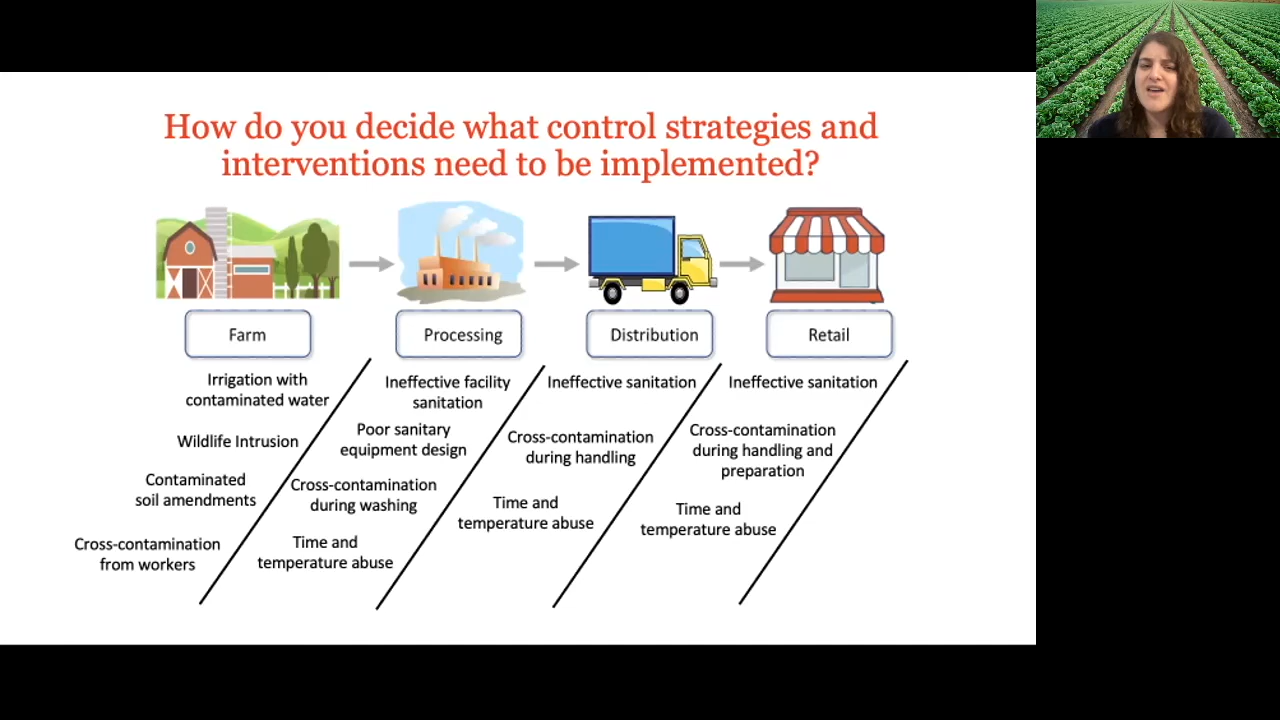 How do you decide what control strategies and
interventions need to be implemented?
Farm
Processing
Distribution
Retail
Irrigation with
contaminated water
Wildlife Intrusion
Contaminated
soil amendments
Cross-contamination
from workers
Ineffective facility
sanitation
Poor sanitary
equipment design
Cross-contamination
during washing
Time and
temperature abuse
Ineffective sanitation
Cross-contamination
during handling
Time and
temperature abuse
Ineffective sanitation
Cross-contamination
during handling and
preparation
Time and
temperature abuse